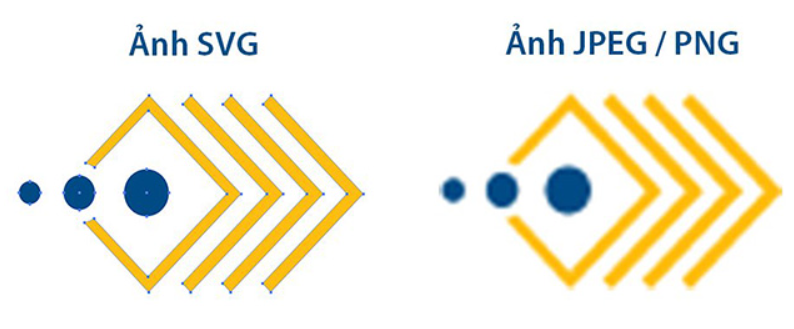 Ảnh SVG
Ảnh JPEG / PNG